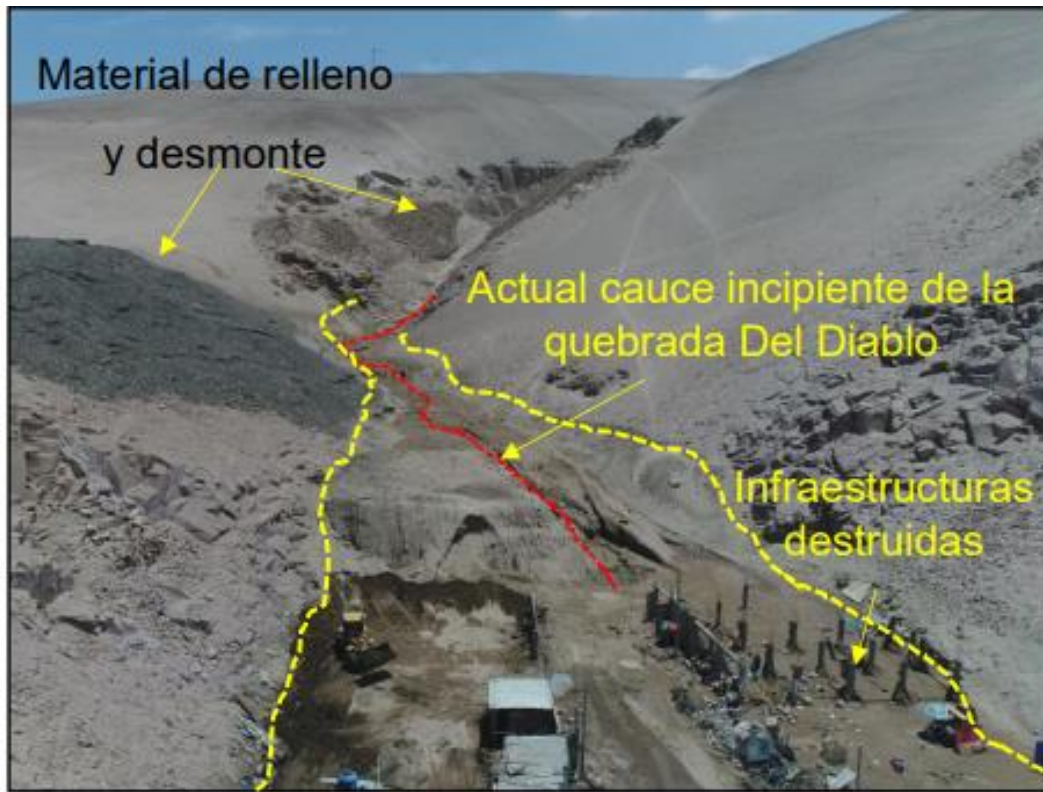 Material de relleno
y desmonte
Actual cauce incipiente de la
quebrada Del Diablo
Infraestructuras
destruidas